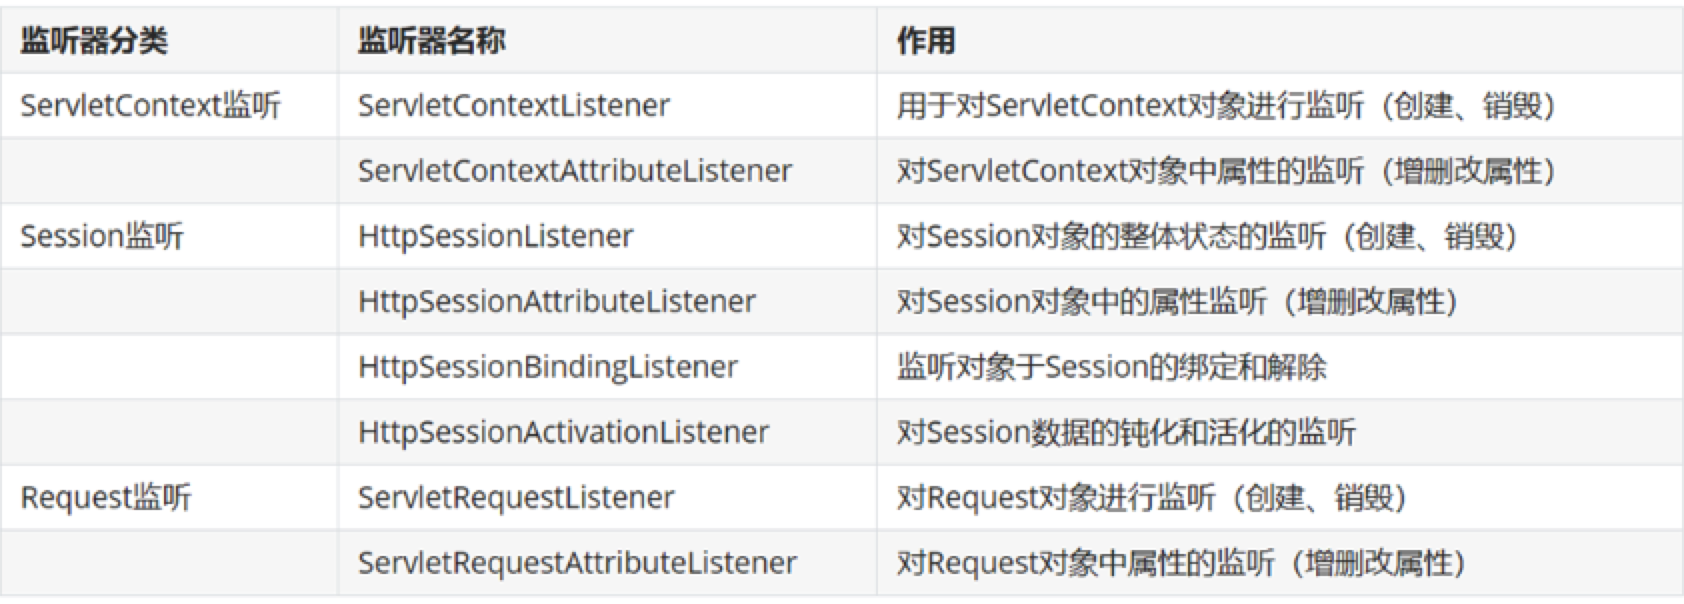 监听器分类 监听器名称 作用
ServletContext监听 ServletContextListener 用于对ServletContext对象进行监听（创建、销毁）
ServletContextAttributeListener 对ServletContext对象中属性的监听（增删改属性）
Session监听 HttpSessionListener 对Session对象的整体状态的监听（创建、销毁）
HttpSessionAttributeListener 对Session对象中的属性监听（增删改属性）
HttpSessionBindingListener 监听对象于Session的绑定和解除
HttpSessionActivationListener 对Session数据的钝化和活化的监听
Request监听 ServletRequestListener 对Request对象进行监听（创建、销毁）
ServletRequestAttributeListener 对Request对象中属性的监听（增删改属性）